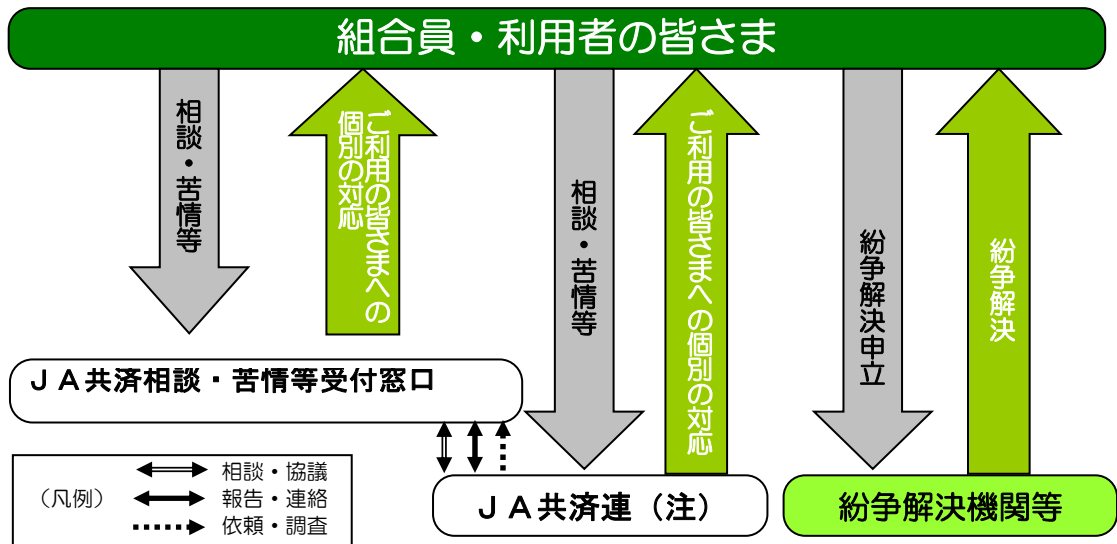 組合員・利用者の皆さま
相談・苦情等
ご利用の皆さまへの
個別の対応
相談・苦情等
ご利用の皆さまへの個別の対応
紛争解決申立
紛争解決
ＪＡ共済相談・苦情等受付窓口
（凡例）
相談・協議
報告・連絡
依頼・調査
ＪＡ共済連（注）
紛争解決機関等